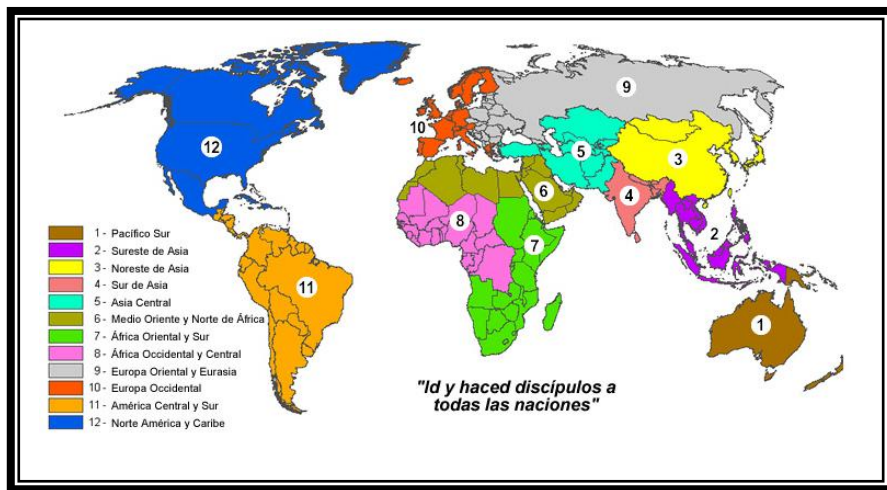 12
10
9
5
3
6
4
8
7
2
11
1
1 - Pacífico Sur
2 - Sureste de Asia
3 - Noreste de Asia
4 - Sur de Asia
5 - Asia Central
6 - Medio Oriente y Norte de África
7 - África Oriental y Sur
8 - África Occidental y Central
9 - Europa Oriental y Eurasia
10 - Europa Occidental
11 - América Central y Sur
12 - Norte América y Caribe
"Id y haced discípulos a
todas las naciones"